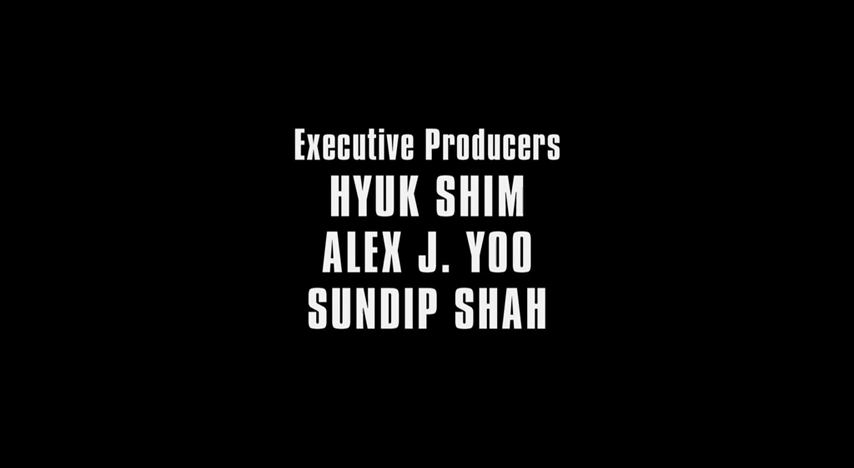 Executive Producers
HYUK SHIM
ALEX J. YOO
SUNDIP SHAH